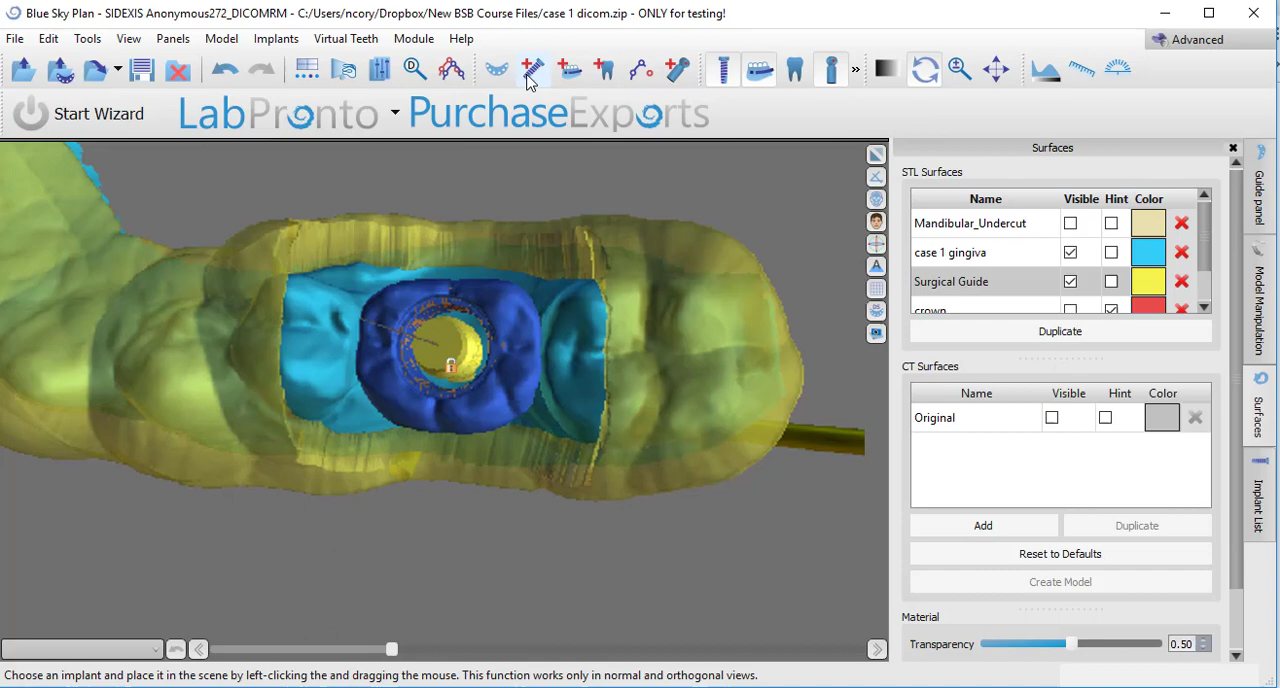 Blue Sky Plan - SIDEXIS Anonymous272_DICOMRM - C:/Users/ncory/Dropbox/New BSB Course Files/case 1 dicom.zip - ONLY for testing!
File Edit Tools View Panels Model Implants Virtual Teeth Module Help
Advanced
Start Wizard LabPronto PurchaseExports
Surfaces
STL Surfaces
Name Visible Hint Color
Mandibular_Undercut
case 1 gingiva
Surgical Guide
crown
Duplicate
CT Surfaces
Name Visible Hint Color
Original
Add Duplicate
Reset to Defaults
Create Model
Material
Transparency 0.50
Guide panel
Model Manipulation
Surfaces
Implant List
Choose an implant and place it in the scene by left-clicking the and dragging the mouse. This function works only in normal and orthogonal views.